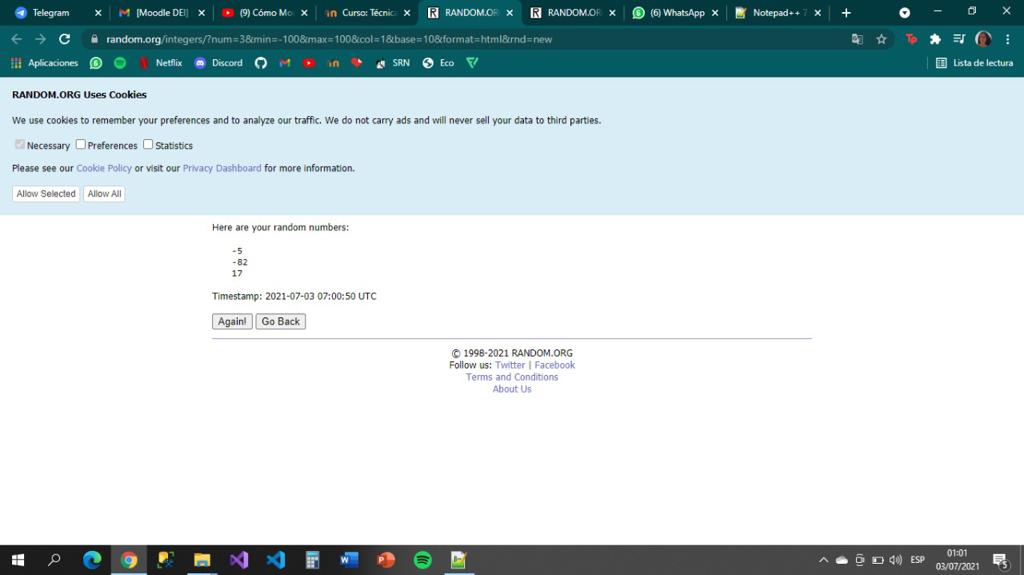 Telegram
[Moodle DEI]
(9) Cómo Mo
Curso: Técnic
RANDOM.OR
RANDOM.OR
(6) WhatsApp
Notepad++ 7
random.org/integers/?num=3&min=-100&max=100&col=1&base=10&format=html&rnd=new
Aplicaciones
Netflix
Discord
SRN
Eco
Lista de lectura
RANDOM.ORG Uses Cookies
We use cookies to remember your preferences and to analyze our traffic. We do not carry ads and will never sell your data to third parties.
Necessary Preferences Statistics
Please see our Cookie Policy or visit our Privacy Dashboard for more information.
Allow Selected Allow All
Here are your random numbers:
-5
-82
17
Timestamp: 2021-07-03 07:00:50 UTC
Again! Go Back
© 1998-2021 RANDOM.ORG
Follow us: Twitter | Facebook
Terms and Conditions
About Us
ESP
01:01
03/07/2021
5